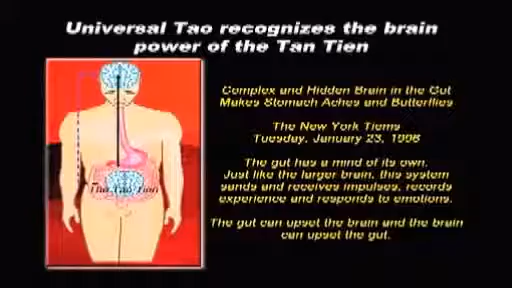 Universal Tao recognizes the brain
power of the Tan Tien
Complex and Hidden Brain in the Gut
Makes Stomach Aches and Butterflies
The New York Tiems
Tuesday, January 23, 1996
The gut has a mind of its own.
Just like the larger brain, this system
sands and receives impulses, records
experience and responds to emotions.
The gut can upset the brain and the brain
can upset the gut.
The Tao Tien